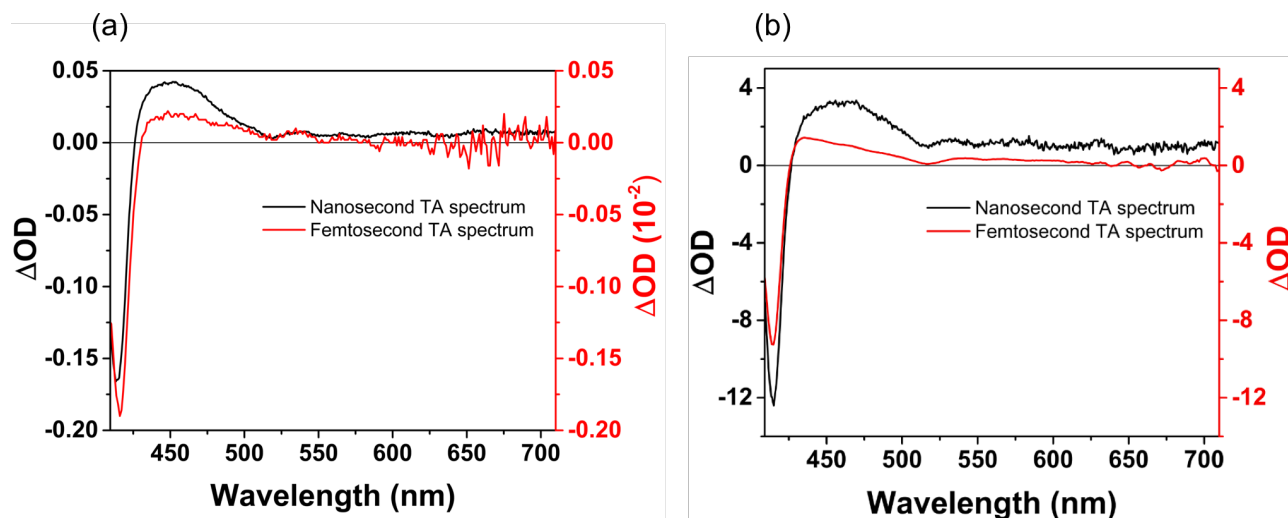 (a)
0.05
0.00
-0.05
-0.10
-0.15
-0.20
ΔOD
Nanosecond TA spectrum
Femtosecond TA spectrum
0.05
0.00
-0.05
-0.10
-0.15
-0.20
ΔOD (10⁻²)
450 500 550 600 650 700
Wavelength (nm)
(b)
4
0
-4
-8
-12
ΔOD
Nanosecond TA spectrum
Femtosecond TA spectrum
4
0
-4
-8
-12
ΔOD
450 500 550 600 650 700
Wavelength (nm)